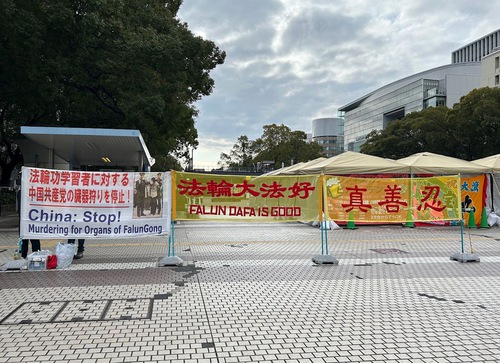 法輪功学習者に対する
中国共産党の臓器狩りを停止!
China: Stop!
Murdering for Organs of FalunGong
法輪大法好
FALUN DAFA IS GOOD
真善忍